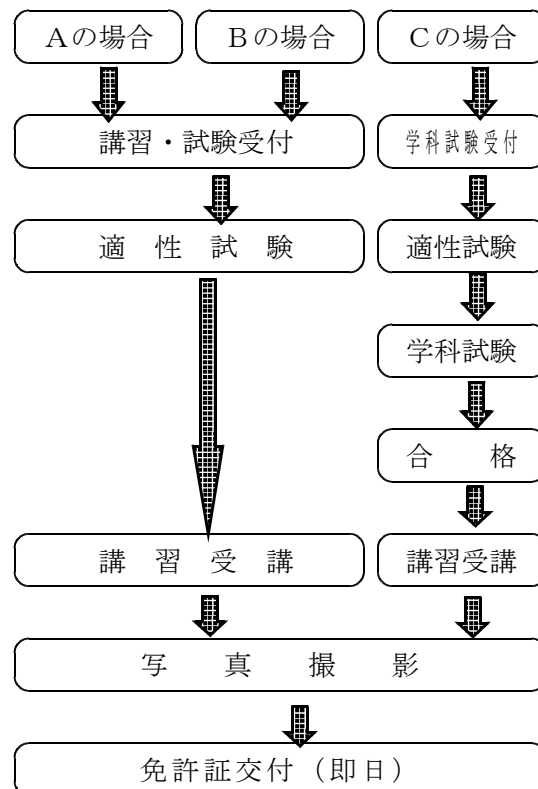 Aの場合
Bの場合
Cの場合
講習・試験受付
学科試験受付
適性試験
適性試験
学科試験
合格
講習受講
講習受講
写真撮影
免許証交付（即日）